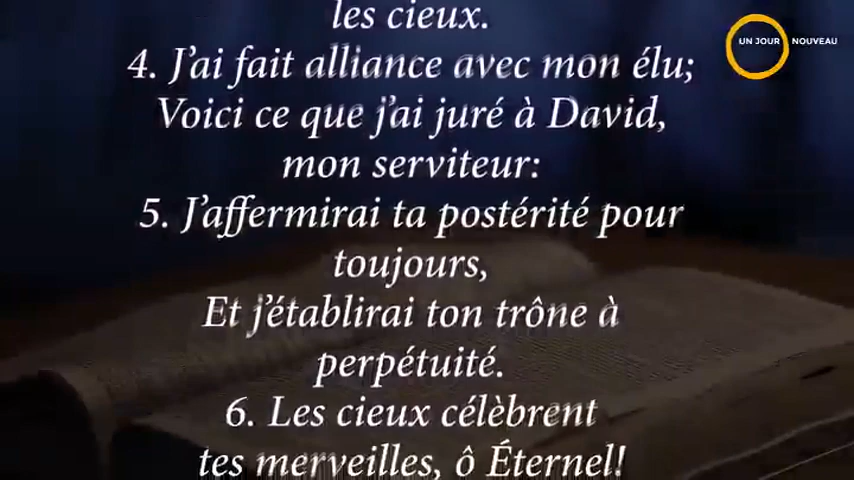 les cieux.
4. J'ai fait alliance avec mon élu;
Voici ce que j'ai juré à David,
mon serviteur:
5. J'affermirai ta postérité pour
toujours,
Et j'établirai ton trône à
perpétuité.
6. Les cieux célèbrent
tes merveilles, ô Éternel!
UN JOUR NOUVEAU